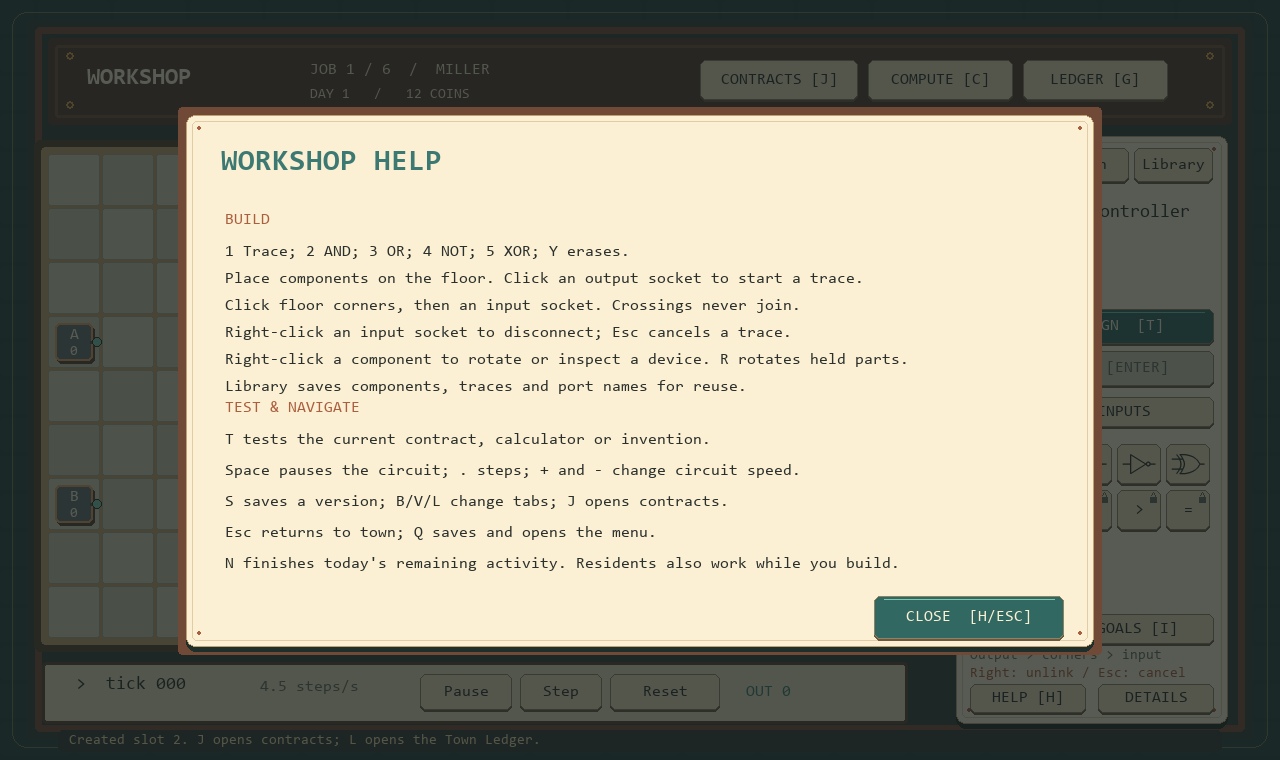 WORKSHOP
JOB 1 / 6 / MILLER
DAY 1 / 12 COINS
CONTRACTS [J]
COMPUTE [C]
LEDGER [G]
WORKSHOP HELP
BUILD
1 Trace; 2 AND; 3 OR; 4 NOT; 5 XOR; Y erases.
Place components on the floor. Click an output socket to start a trace.
Click floor corners, then an input socket. Crossings never join.
Right-click an input socket to disconnect; Esc cancels a trace.
Right-click a component to rotate or inspect a device. R rotates held parts.
Library saves components, traces and port names for reuse.
TEST & NAVIGATE
T tests the current contract, calculator or invention.
Space pauses the circuit; . steps; + and - change circuit speed.
S saves a version; B/V/L change tabs; J opens contracts.
Esc returns to town; Q saves and opens the menu.
N finishes today's remaining activity. Residents also work while you build.
CLOSE [H/ESC]
A
0
B
0
Library
[T]
[ENTER]
>
=
[I]
> input
Right: unlink / Esc: cancel
HELP [H]
DETAILS
> tick 000
4.5 steps/s
Pause
Step
Reset
OUT 0
Created slot 2. J opens contracts; L opens the Town Ledger.